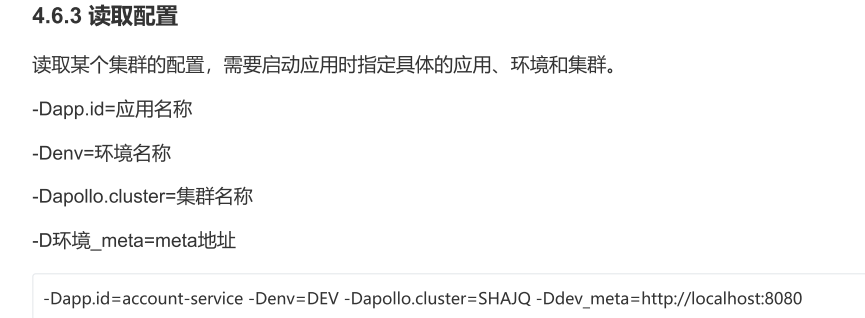 4.6.3 读取配置
读取某个集群的配置，需要启动应用时指定具体的应用、环境和集群。
-Dapp.id=应用名称
-Denv=环境名称
-Dapollo.cluster=集群名称
-D环境_meta=meta地址
-Dapp.id=account-service -Denv=DEV -Dapollo.cluster=SHAJQ -Ddev_meta=http://localhost:8080